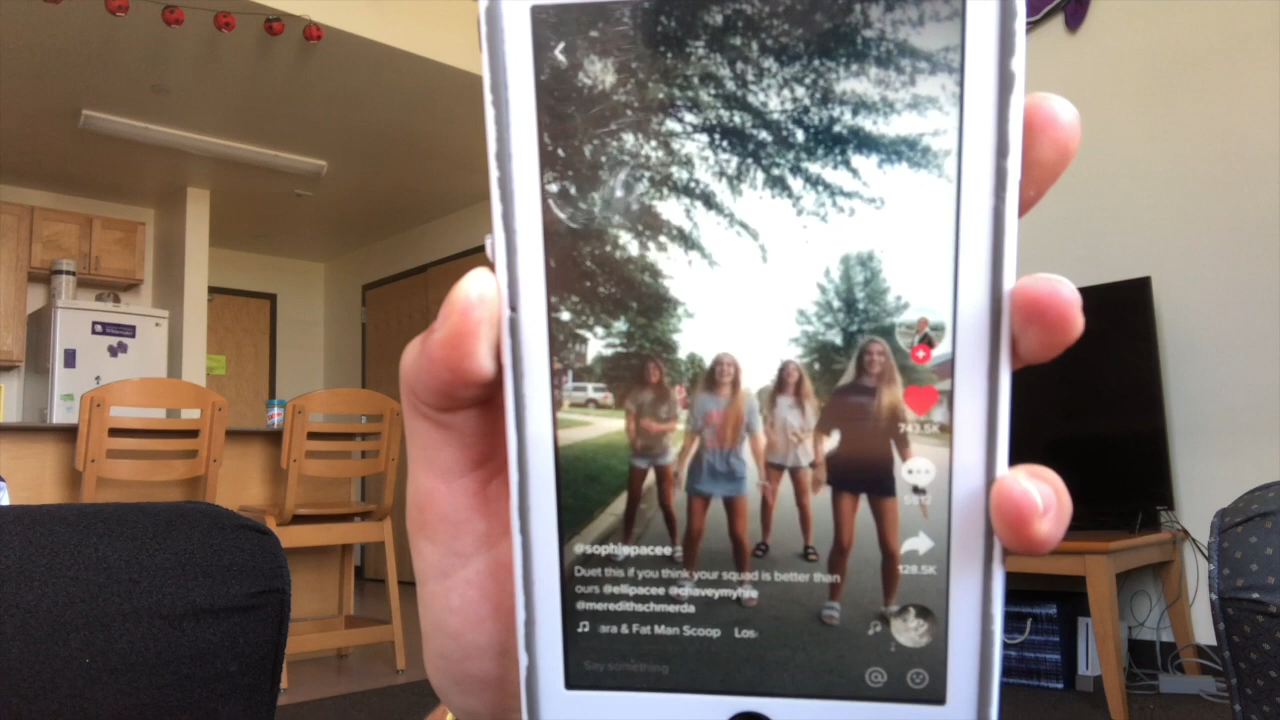 743.5K
128.5K
@sophiepacee
Duet this if you think your squad is better than
ours @ellipacee @chaveymyhre
@meredithschmerda
ara & Fat Man Scoop Los
Say something